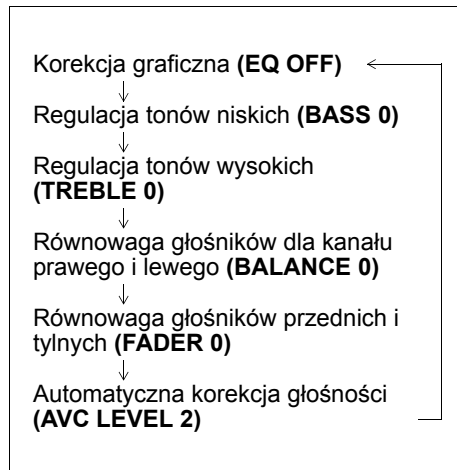 Korekcja graficzna (EQ OFF)
Regulacja tonów niskich (BASS 0)
Regulacja tonów wysokich
(TREBLE 0)
Równowaga głośników dla kanału
prawego i lewego (BALANCE 0)
Równowaga głośników przednich i
tylnych (FADER 0)
Automatyczna korekcja głośności
(AVC LEVEL 2)